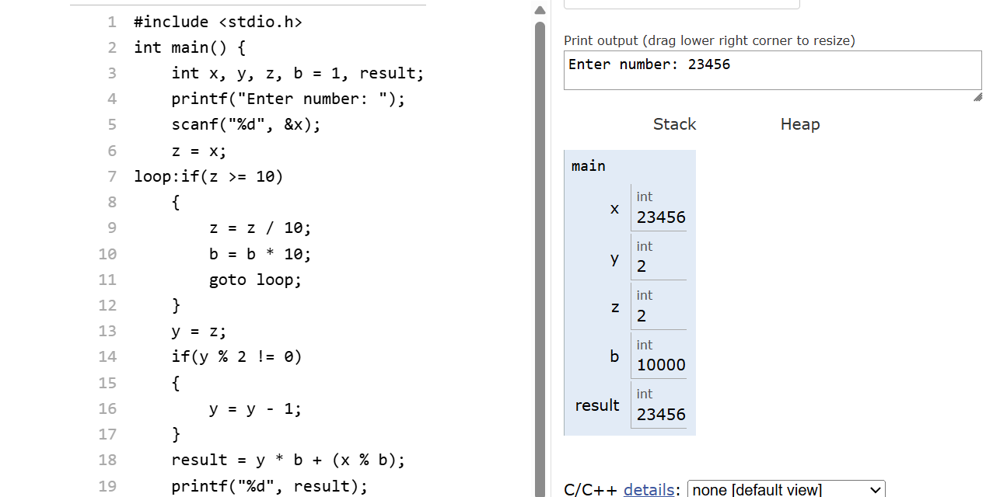 1 #include <stdio.h>
2 int main() {
3 int x, y, z, b = 1, result;
4 printf("Enter number: ");
5 scanf("%d", &x);
6 z = x;
7 loop:if(z >= 10)
8 {
9 z = z / 10;
10 b = b * 10;
11 goto loop;
12 }
13 y = z;
14 if(y % 2 != 0)
15 {
16 y = y - 1;
17 }
18 result = y * b + (x % b);
19 printf("%d", result);
Print output (drag lower right corner to resize)
Enter number: 23456
Stack Heap
main
int
x 23456
int
y 2
int
z 2
int
b 10000
int
result 23456
C/C++ details: none [default view]